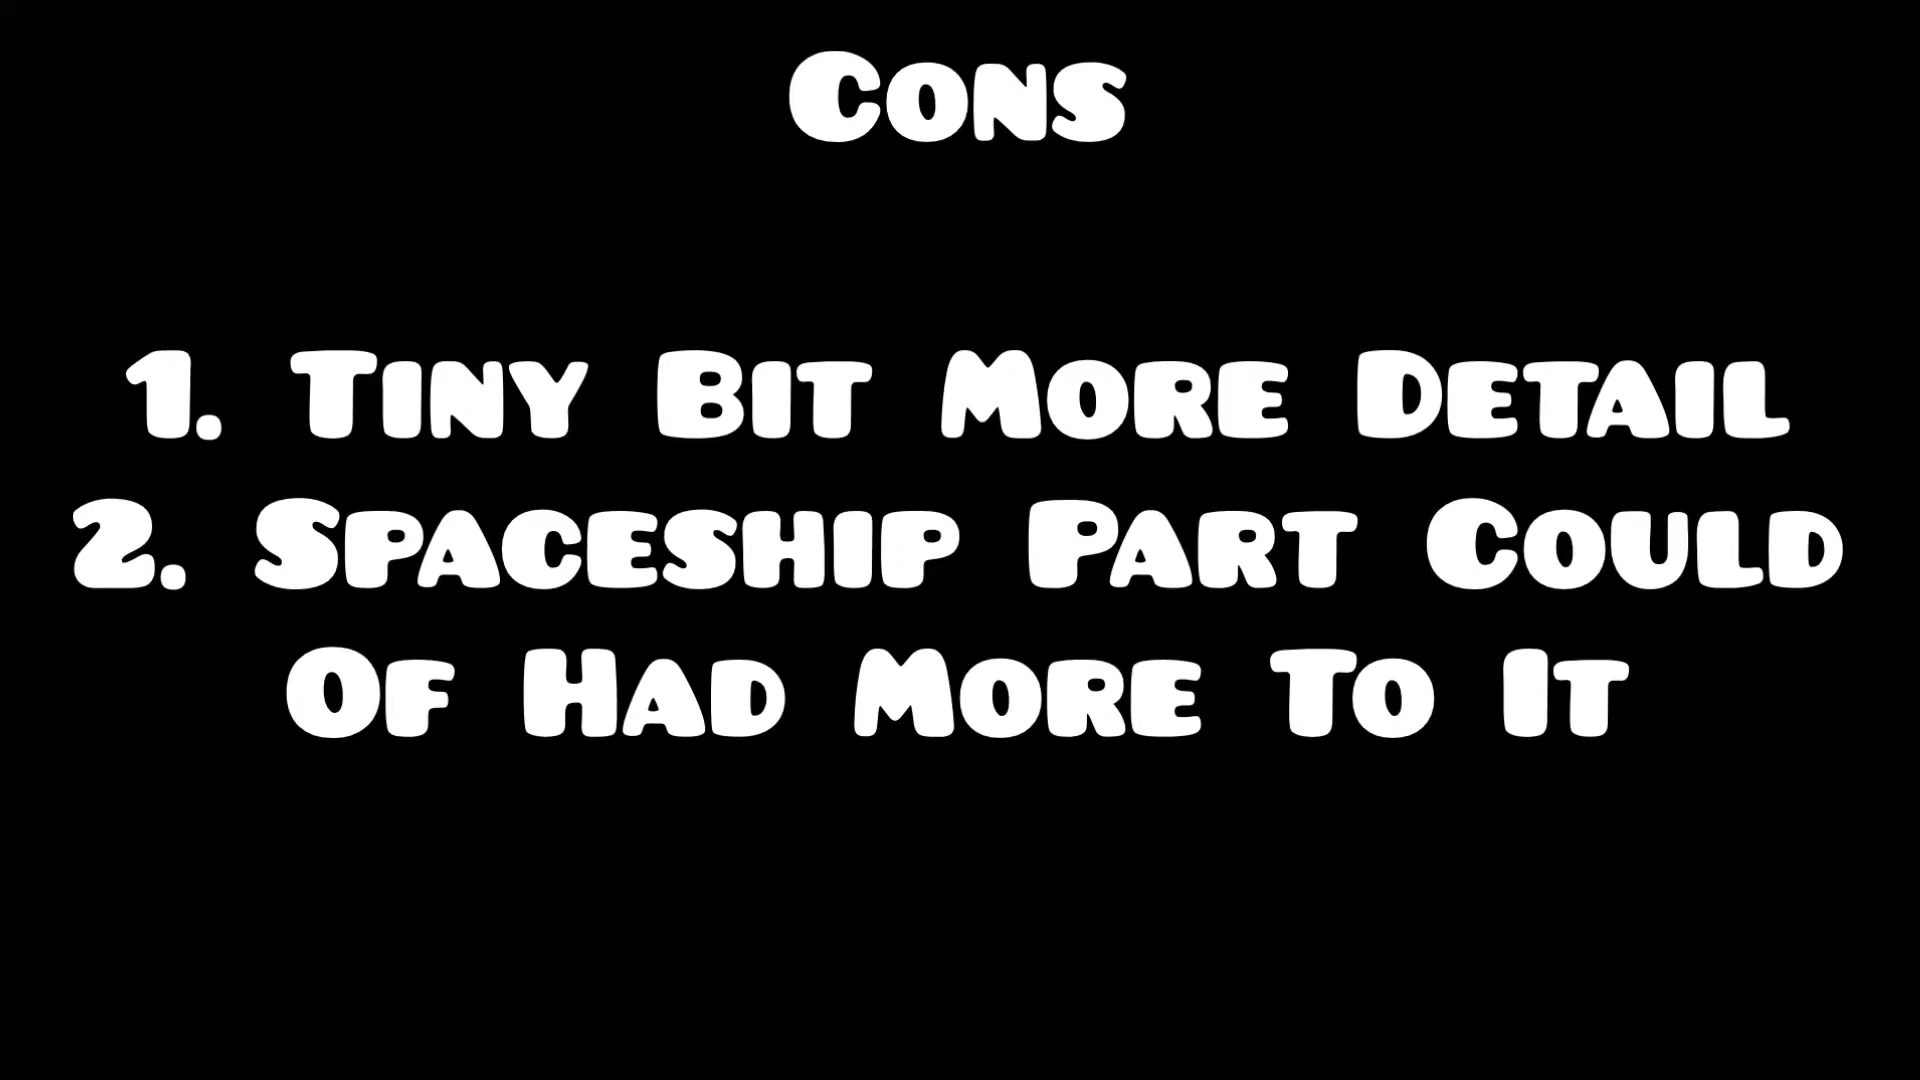 Cons
1. Tiny Bit More Detail
2. Spaceship Part Could
Of Had More To It